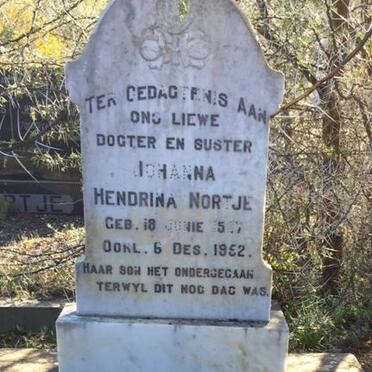 TER GEDAGTENIS AAN
ONS LIEWE
DOGTER EN SUSTER
JOHANNA
HENDRINA NORTJE
GEB. 18 JUNIE
OORL. 6 DES. 1952.
HAAR SON HET ONDERGEGAAN
TERWYL DIT NOG DAG WAS.
RTJE